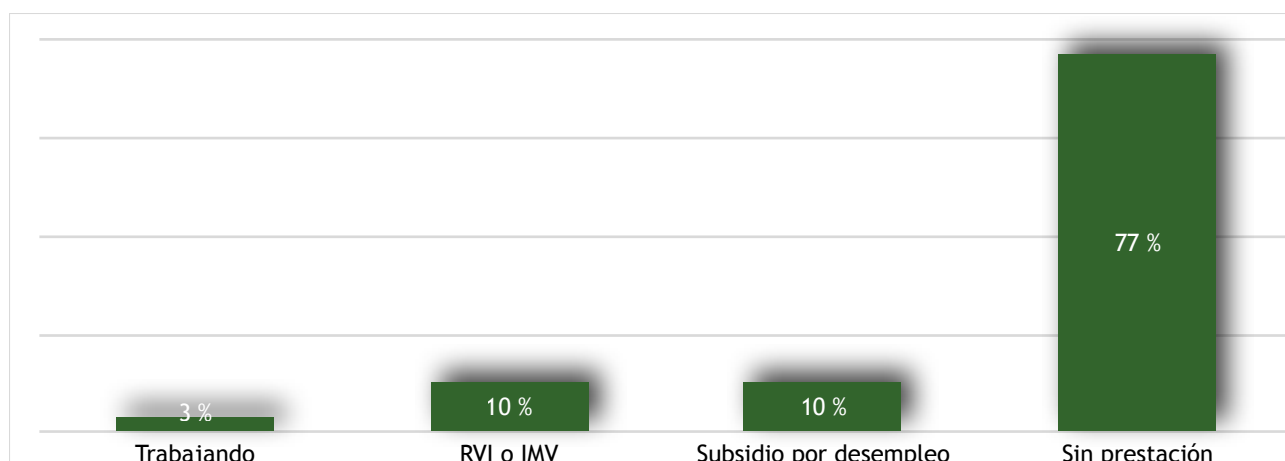 77 %
3 %
10 %
10 %
Trabajando
RVI o IMV
Subsidio por desempleo
Sin prestación